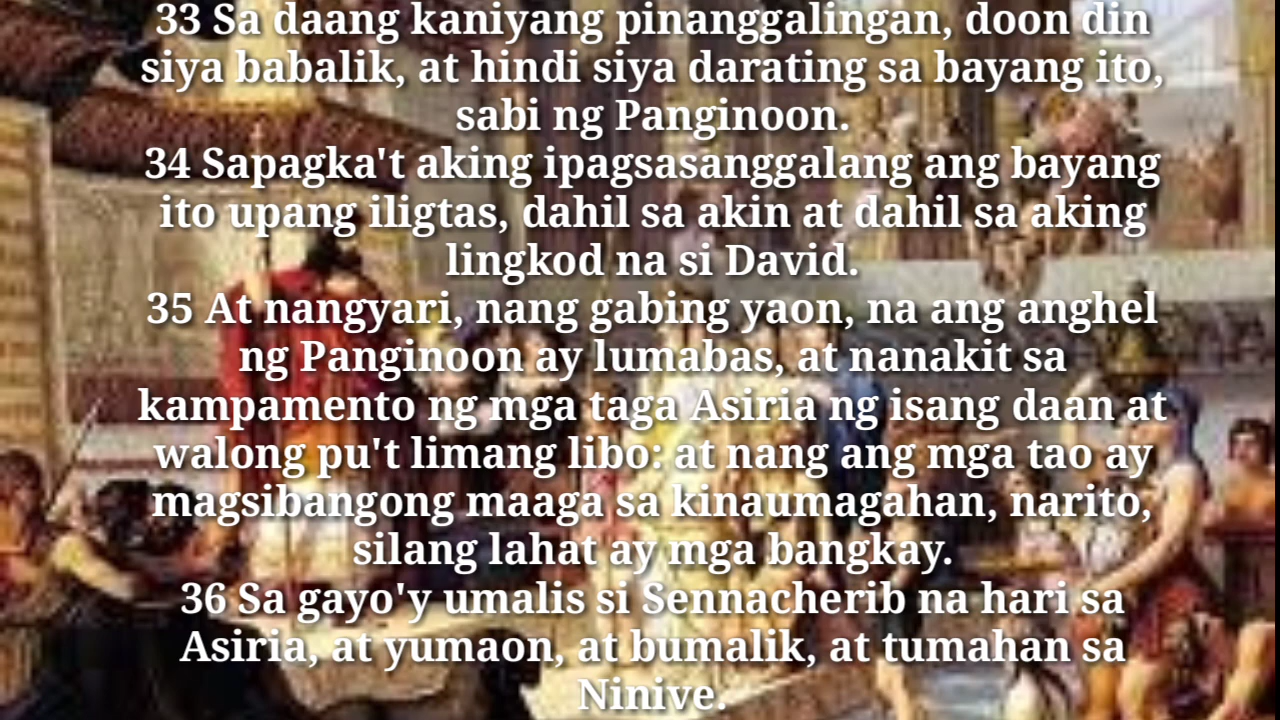 33 Sa daang kaniyang pinanggalingan, doon din
siya babalik, at hindi siya darating sa bayang ito,
sabi ng Panginoon.
34 Sapagka't aking ipagsasanggalang ang bayang
ito upang iligtas, dahil sa akin at dahil sa aking
lingkod na si David.
35 At nangyari, nang gabing yaon, na ang anghel
ng Panginoon ay lumabas, at nanakit sa
kampamento ng mga taga Asiria ng isang daan at
walong pu't limang libo: at nang ang mga tao ay
magsibangong maaga sa kinaumagahan, narito,
silang lahat ay mga bangkay.
36 Sa gayo'y umalis si Sennacherib na hari sa
Asiria, at yumaon, at bumalik, at tumahan sa
Ninive.